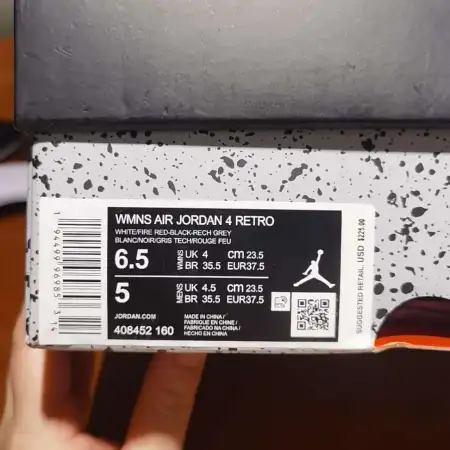 WMNS AIR JORDAN 4 RETRO
WHITE/FIRE RED-BLACK-RECH GREY
BLANC/NOIR/GRIS TECH/ROUGE FEU
6.5 WMNS UK 4 CM 23.5
BR 35.5 EUR37.5
5 MENS UK 4.5 CM 23.5
BR 35.5 EUR37.5
JORDAN.COM
408452 160
MADE IN CHINA /
FABRIQUE EN CHINE /
FABRICADO NA CHINA /
HECHO EN CHINA
SUGGESTED RETAIL USD $225.00